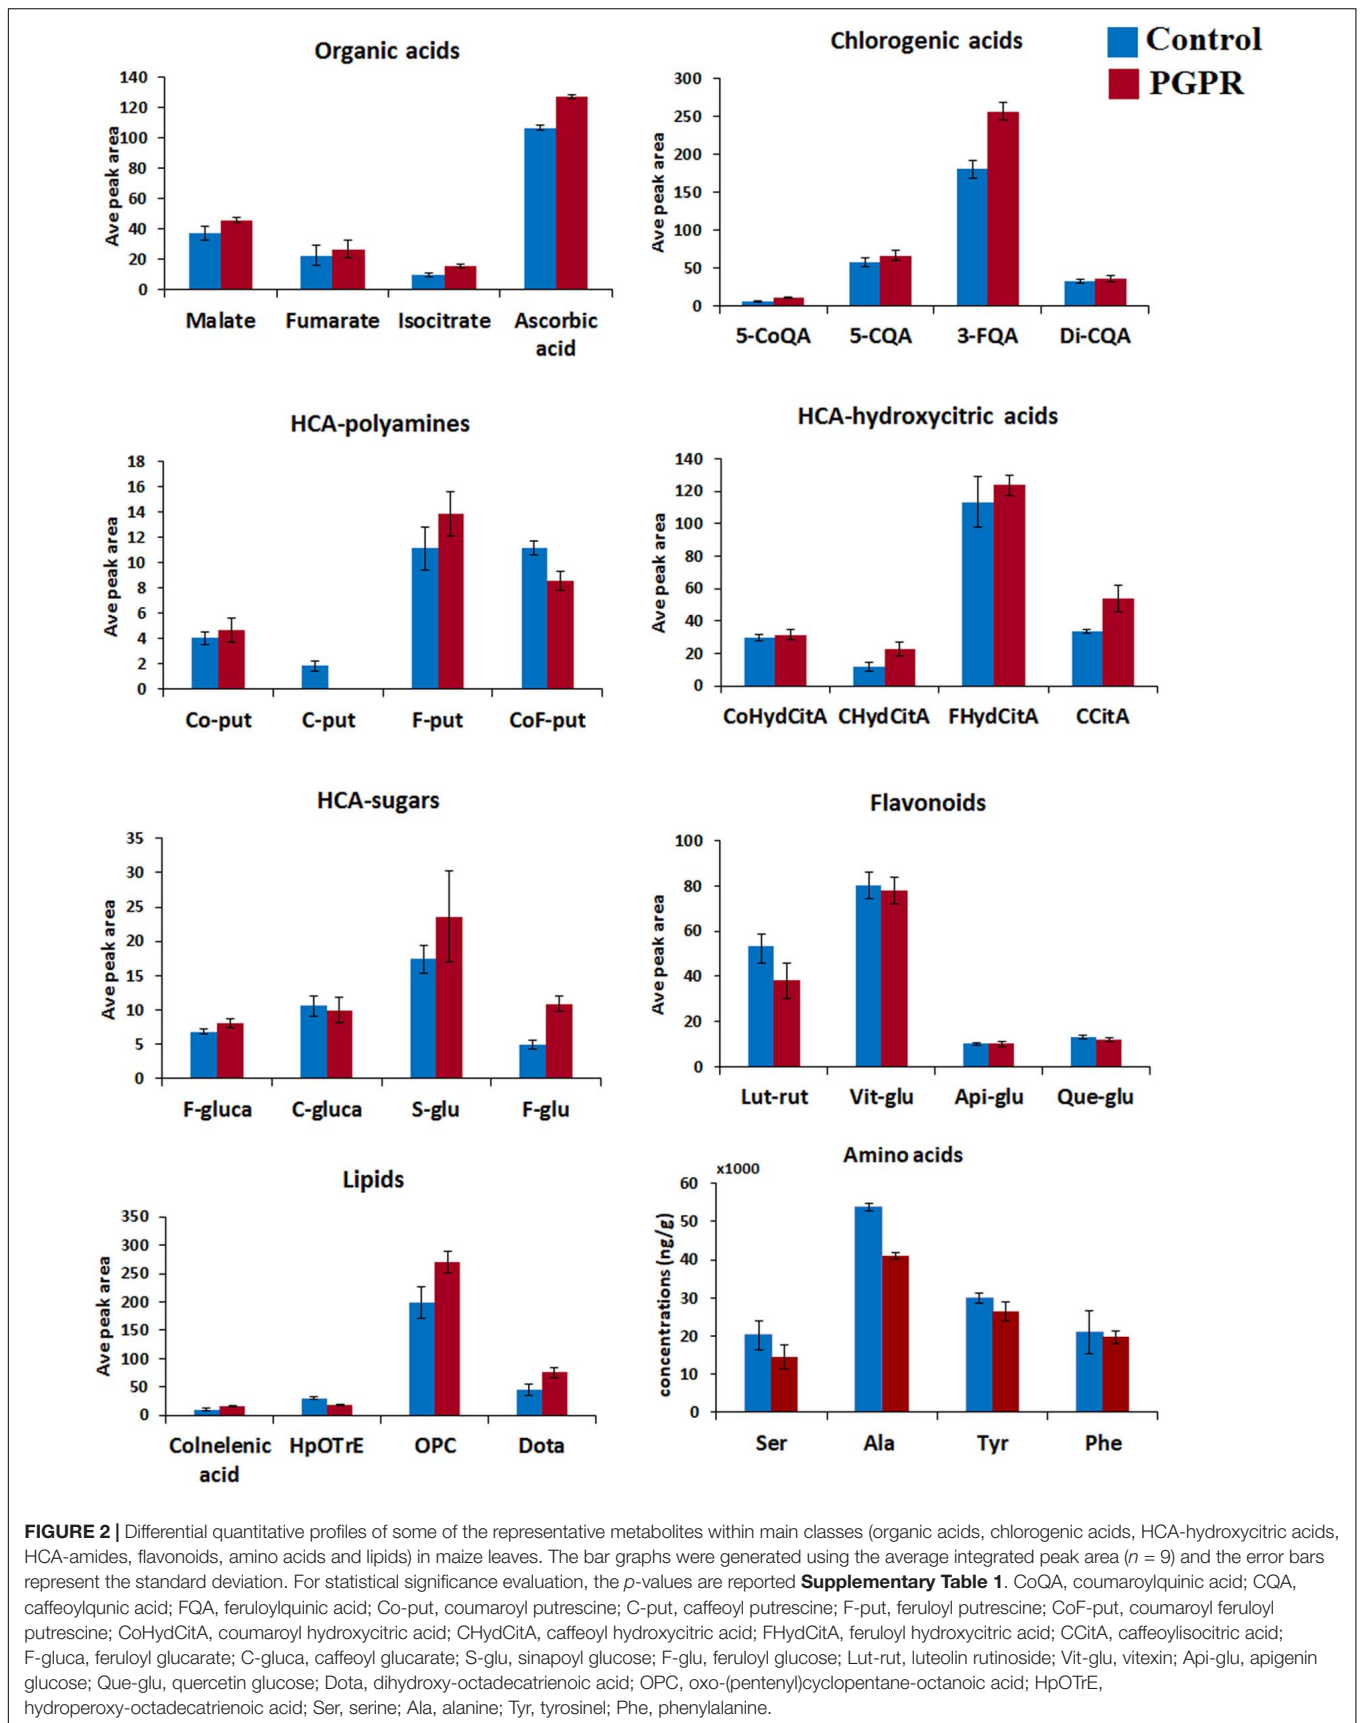 Organic acids
140
120
100
80
60
40
20
0
Ave peak area
Malate Fumarate Isocitrate Ascorbic
acid
Chlorogenic acids
Control
PGPR
300
250
200
150
100
50
0
Ave peak area
5-CoQA 5-CQA 3-FQA Di-CQA
HCA-polyamines
18
16
14
12
10
8
6
4
2
0
Ave peak area
Co-put C-put F-put CoF-put
HCA-hydroxycitric acids
140
120
100
80
60
40
20
0
Ave peak area
CoHydCitA CHydCitA FHydCitA CCitA
HCA-sugars
35
30
25
20
15
10
5
0
Ave peak area
F-gluca C-gluca S-glu F-glu
Flavonoids
100
80
60
40
20
0
Ave peak area
Lut-rut Vit-glu Api-glu Que-glu
Lipids
350
300
250
200
150
100
50
0
Ave peak area
Colnelenic HpOTrE OPC Dota
acid
Amino acids
x1000
60
50
40
30
20
10
0
concentrations (ng/g)
Ser Ala Tyr Phe
FIGURE 2 | Differential quantitative profiles of some of the representative metabolites within main classes (organic acids, chlorogenic acids, HCA-hydroxycitric acids,
HCA-amides, flavonoids, amino acids and lipids) in maize leaves. The bar graphs were generated using the average integrated peak area (n = 9) and the error bars
represent the standard deviation. For statistical significance evaluation, the p-values are reported Supplementary Table 1. CoQA, coumaroylquinic acid; CQA,
caffeoylqunic acid; FQA, feruloylquinic acid; Co-put, coumaroyl putrescine; C-put, caffeoyl putrescine; F-put, feruloyl putrescine; CoF-put, coumaroyl feruloyl
putrescine; CoHydCitA, coumaroyl hydroxycitric acid; CHydCitA, caffeoyl hydroxycitric acid; FHydCitA, feruloyl hydroxycitric acid; CCitA, caffeoylisocitric acid;
F-gluca, feruloyl glucarate; C-gluca, caffeoyl glucarate; S-glu, sinapoyl glucose; F-glu, feruloyl glucose; Lut-rut, luteolin rutinoside; Vit-glu, vitexin; Api-glu, apigenin
glucose; Que-glu, quercetin glucose; Dota, dihydroxy-octadecatrienoic acid; OPC, oxo-(pentenyl)cyclopentane-octanoic acid; HpOTrE,
hydroperoxy-octadecatrienoic acid; Ser, serine; Ala, alanine; Tyr, tyrosinel; Phe, phenylalanine.